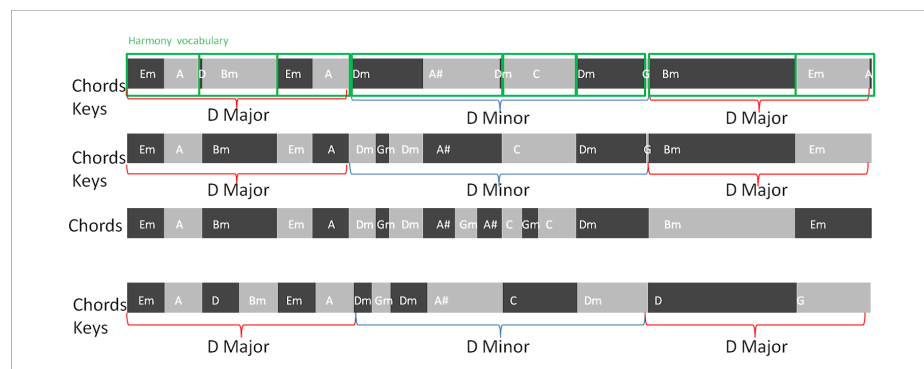 Harmony vocabulary
Em A D Bm Em A Dm A# Dm C Dm G Bm Em A
Chords
Keys
D Major D Minor D Major
Em A Bm Em A Dm Gm Dm A# C Dm G Bm Em
Chords
Keys
D Major D Minor D Major
Chords Em A Bm Em A Dm Gm Dm A# Gm A# C Gm C Dm Bm Em
Em A D Bm Em A Dm Gm Dm A# C Dm D G
Chords
Keys
D Major D Minor D Major